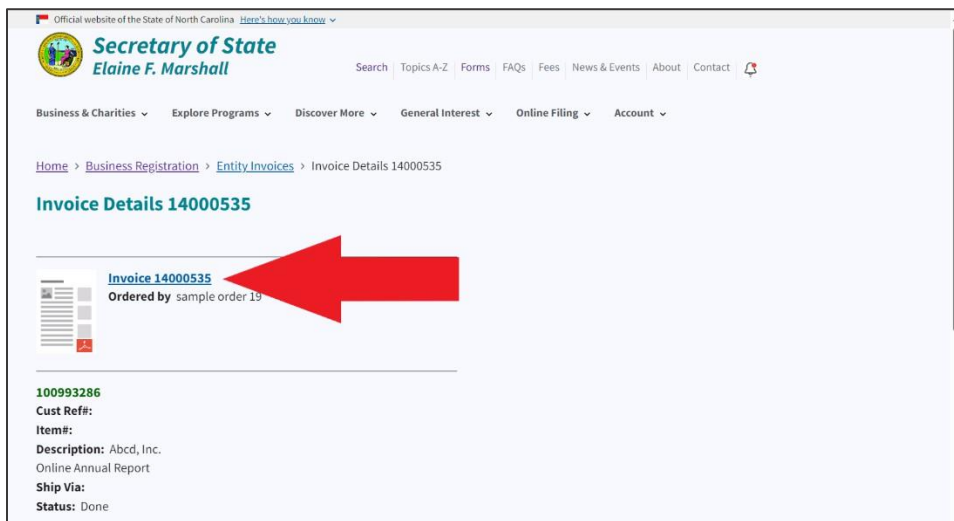 Official website of the State of North Carolina Here's how you know
Secretary of State
Elaine F. Marshall
Search Topics A-Z Forms FAQs Fees News & Events About Contact
Business & Charities Explore Programs Discover More General Interest Online Filing Account
Home > Business Registration > Entity Invoices > Invoice Details 14000535
Invoice Details 14000535
Invoice 14000535
Ordered by sample order 19
100993286
Cust Ref#:
Item#:
Description: Abcd, Inc.
Online Annual Report
Ship Via:
Status: Done